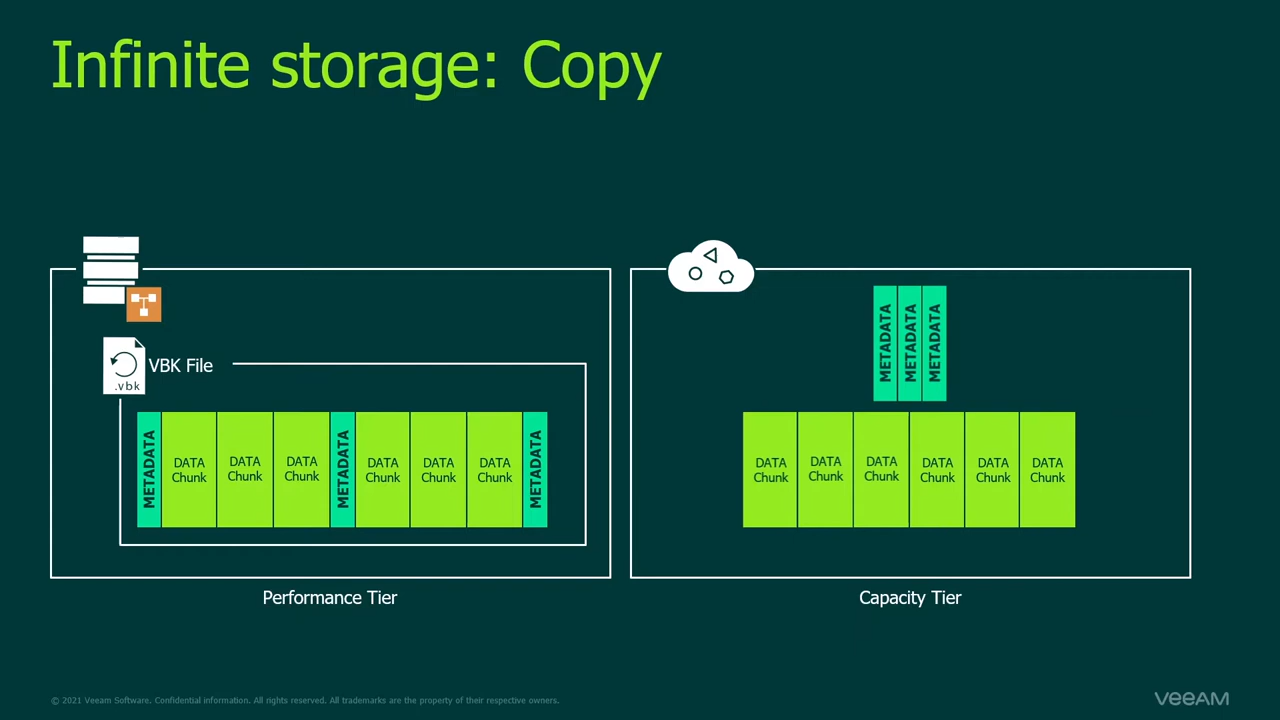 Infinite storage: Copy
VBK File
.vbk
METADATA
DATA
Chunk
DATA
Chunk
DATA
Chunk
METADATA
DATA
Chunk
DATA
Chunk
DATA
Chunk
METADATA
Performance Tier
METADATA
METADATA
METADATA
DATA
Chunk
DATA
Chunk
DATA
Chunk
DATA
Chunk
DATA
Chunk
DATA
Chunk
Capacity Tier
© 2021 Veeam Software. Confidential information. All rights reserved. All trademarks are the property of their respective owners.
veeAM